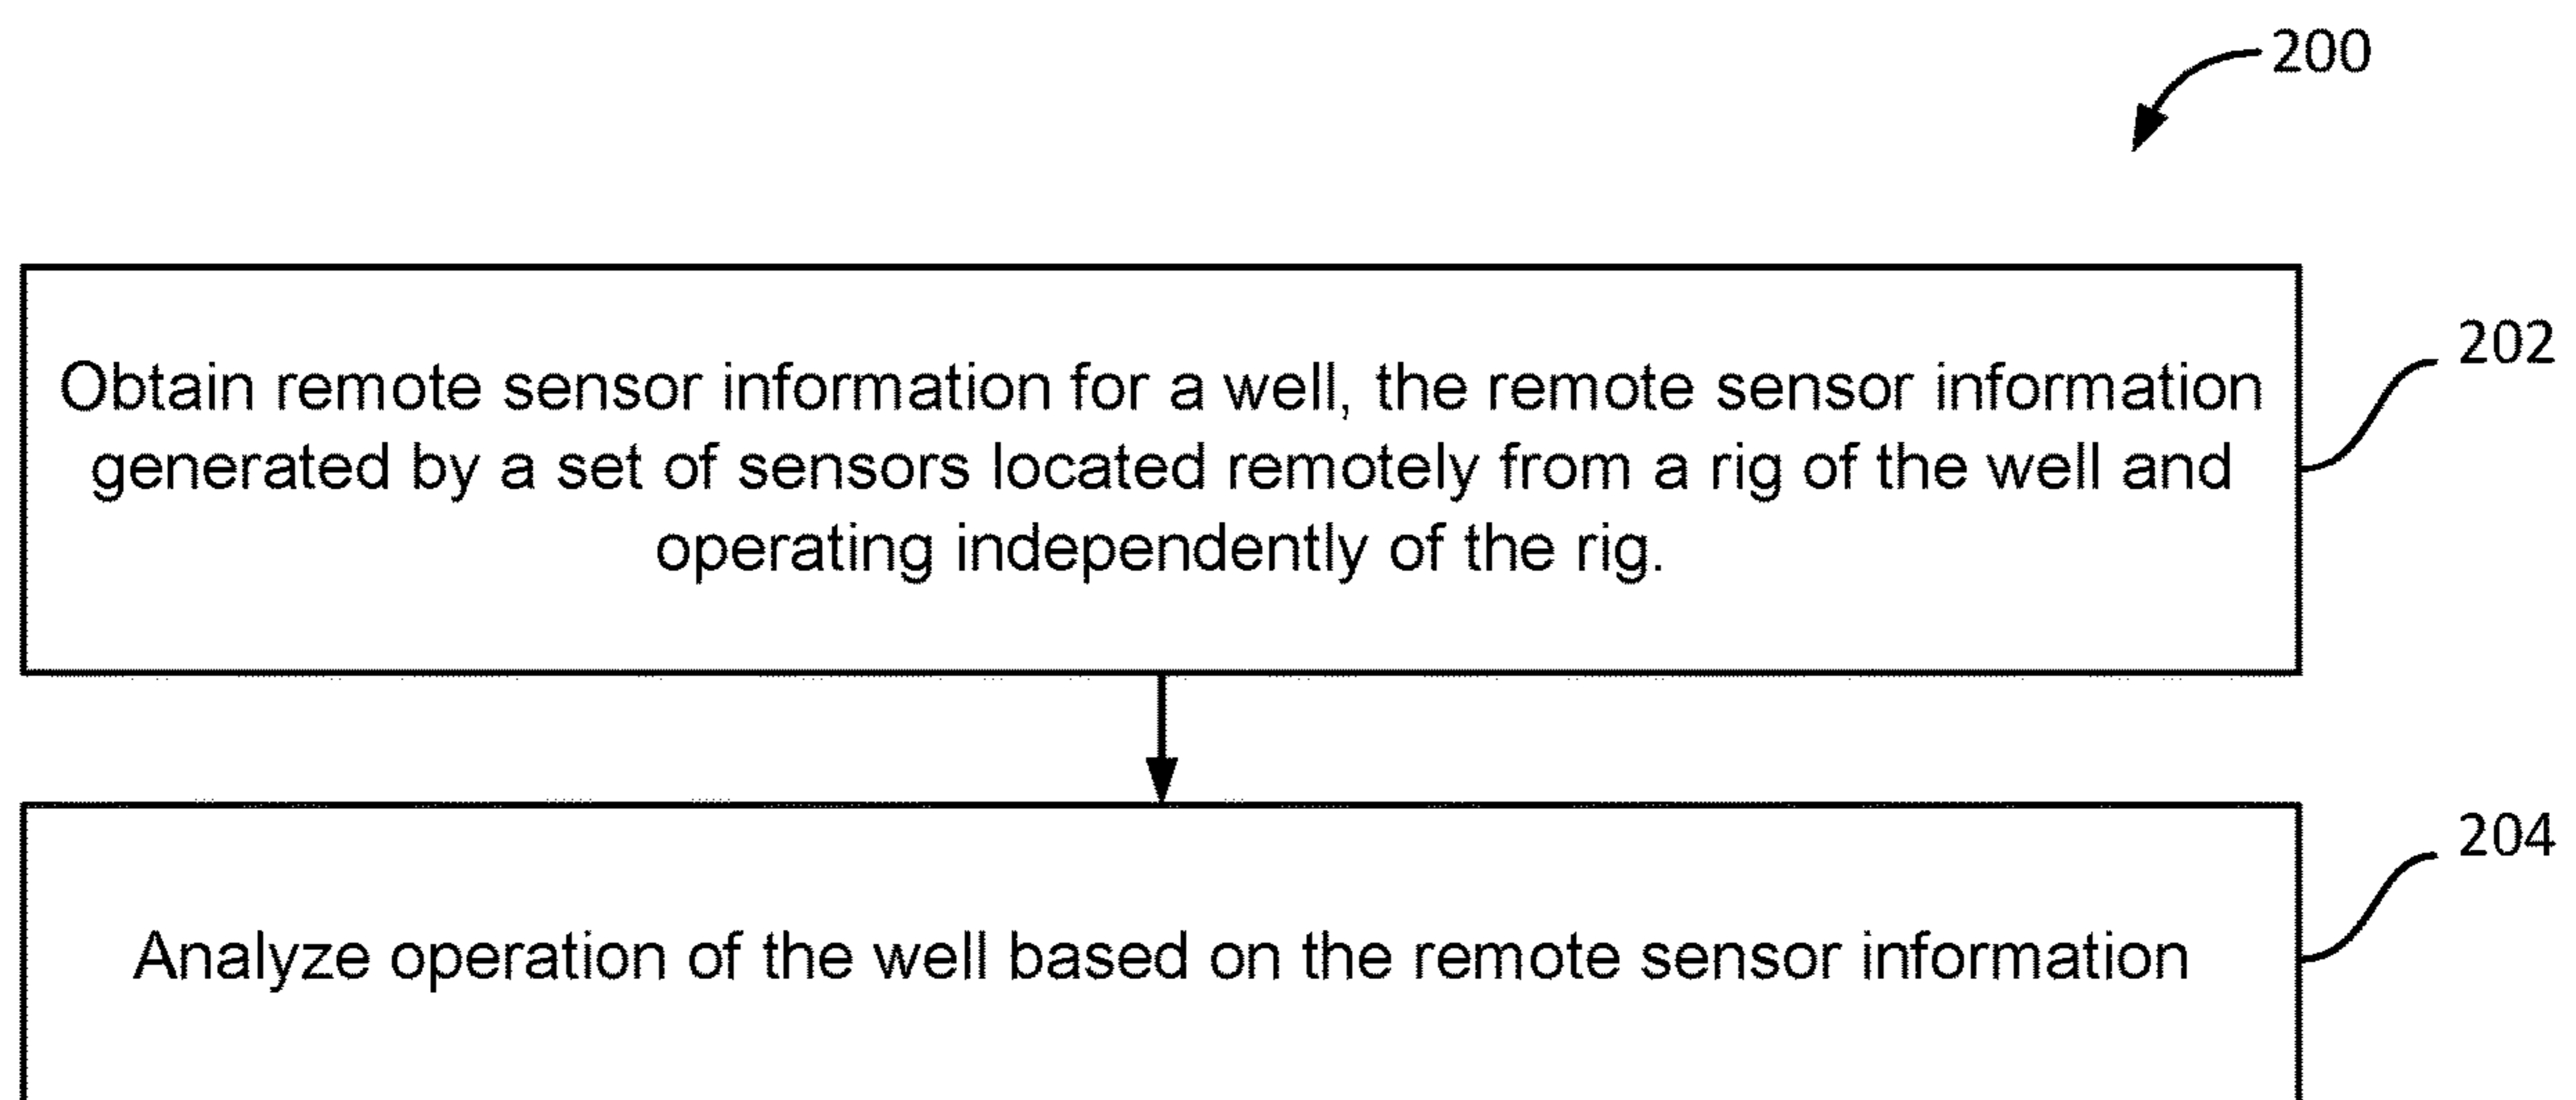 200
Obtain remote sensor information for a well, the remote sensor information
202
generated by a set of sensors located remotely from a rig of the well and
operating independently of the rig.
204
Analyze operation of the well based on the remote sensor information